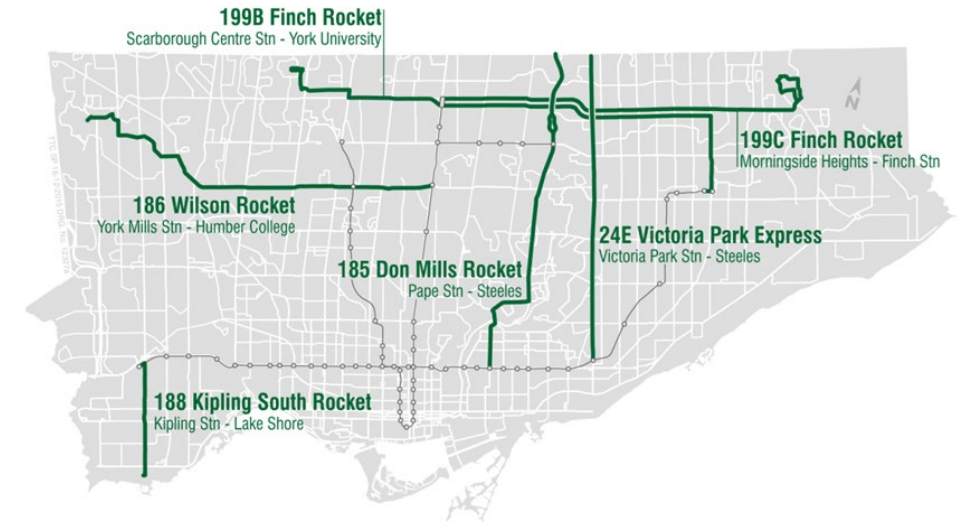 199B Finch Rocket
Scarborough Centre Stn - York University
199C Finch Rocket
Morningside Heights - Finch Stn
N
186 Wilson Rocket
York Mills Stn - Humber College
24E Victoria Park Express
Victoria Park Stn - Steeles
185 Don Mills Rocket
Pape Stn - Steeles
188 Kipling South Rocket
Kipling Stn - Lake Shore